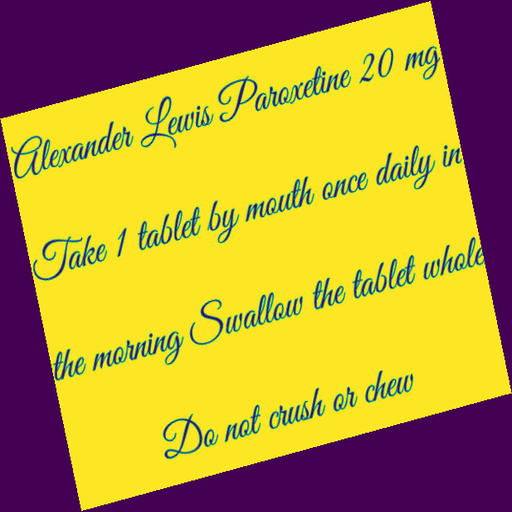 Alexander Lewis Paroxetine 20 mg
Take 1 tablet by mouth once daily in
the morning Swallow the tablet whole
Do not crush or chew